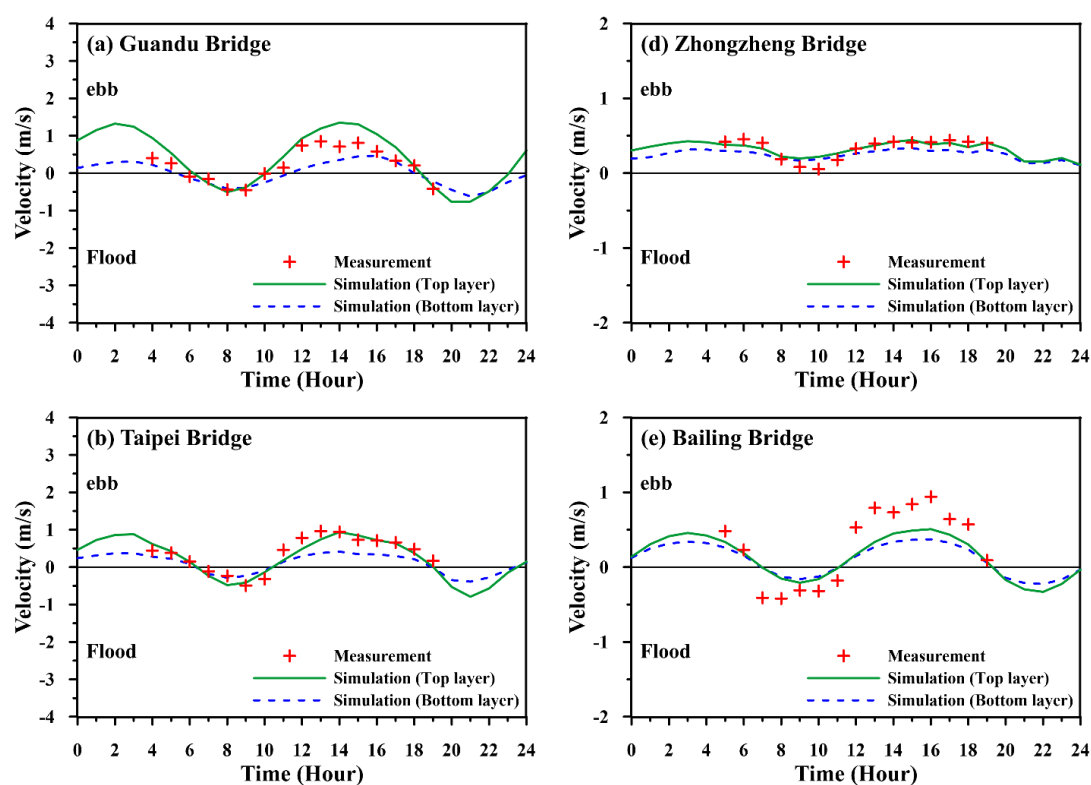 (a) Guandu Bridge
ebb
Flood
Velocity (m/s)
4
3
2
1
0
-1
-2
-3
-4
Measurement
Simulation (Top layer)
Simulation (Bottom layer)
0 2 4 6 8 10 12 14 16 18 20 22 24
Time (Hour)
(d) Zhongzheng Bridge
ebb
Flood
Velocity (m/s)
2
1
0
-1
-2
Measurement
Simulation (Top layer)
Simulation (Bottom layer)
0 2 4 6 8 10 12 14 16 18 20 22 24
Time (Hour)
(b) Taipei Bridge
ebb
Flood
Velocity (m/s)
4
3
2
1
0
-1
-2
-3
-4
Measurement
Simulation (Top layer)
Simulation (Bottom layer)
0 2 4 6 8 10 12 14 16 18 20 22 24
Time (Hour)
(e) Bailing Bridge
ebb
Flood
Velocity (m/s)
2
1
0
-1
-2
Measurement
Simulation (Top layer)
Simulation (Bottom layer)
0 2 4 6 8 10 12 14 16 18 20 22 24
Time (Hour)